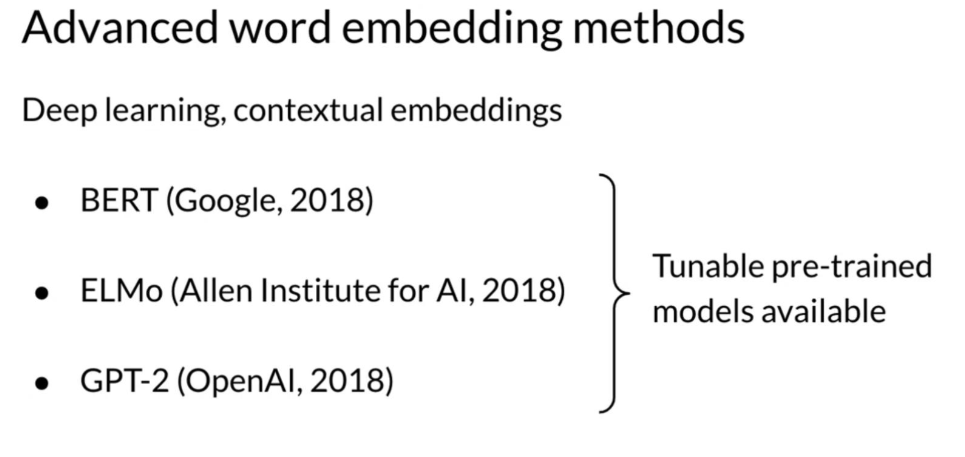 Advanced word embedding methods
Deep learning, contextual embeddings
● BERT (Google, 2018)
● ELMo (Allen Institute for AI, 2018)
● GPT-2 (OpenAI, 2018)
Tunable pre-trained
models available